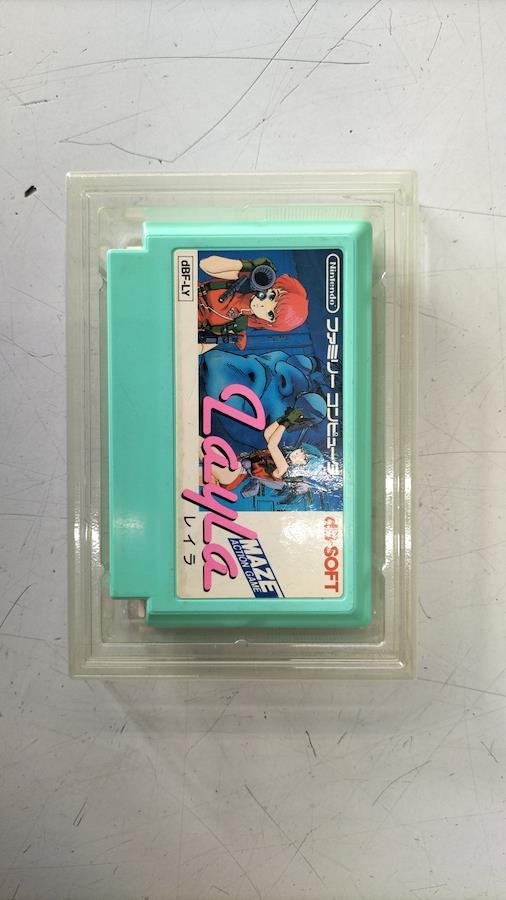 Nintendo
ファミリー コンピュータ
dB-SOFT
dBF-LY
Layla
MAZE
ACTION GAME
レイラ